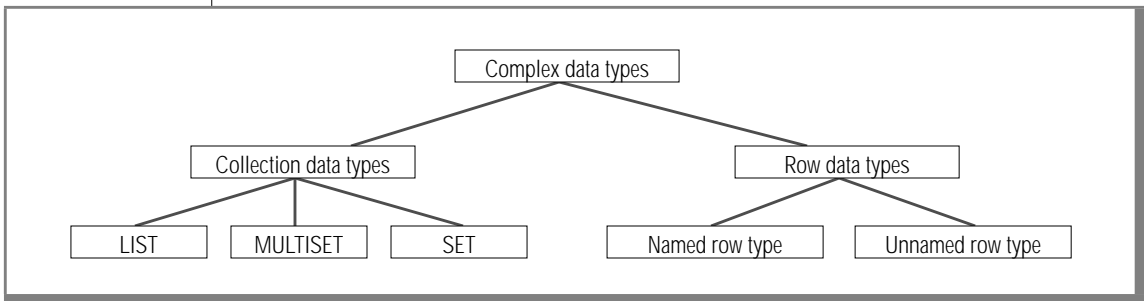 Complex data types
Collection data types
Row data types
LIST
MULTISET
SET
Named row type
Unnamed row type